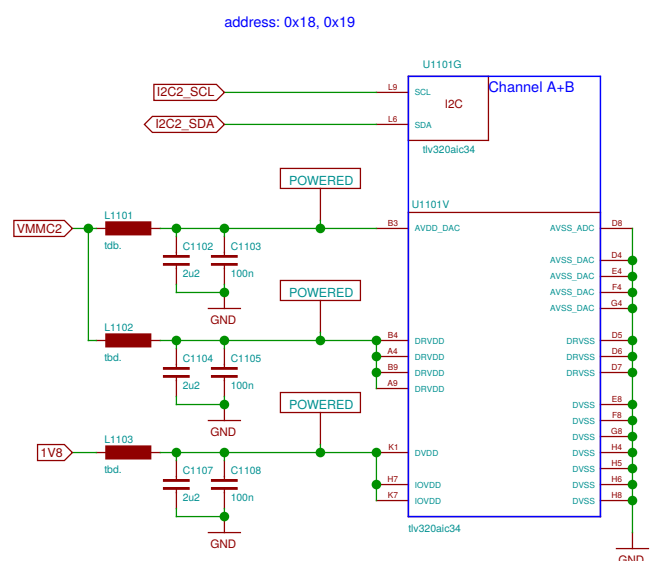 address: 0x18, 0x19
U1101G
I2C2_SCL
L9
SCL
Channel A+B
I2C
I2C2_SDA
L6
SDA
tlv320aic34
POWERED
U1101V
L1101
VMMC2
B3
AVDD_DAC
AVSS_ADC
D8
tdb.
C1102
C1103
2u2
100n
AVSS_DAC
D4
AVSS_DAC
E4
AVSS_DAC
F4
AVSS_DAC
G4
POWERED
GND
L1102
B4
DRVDD
DRVSS
D5
tbd.
A4
DRVDD
DRVSS
D6
C1104
C1105
B9
DRVDD
DRVSS
D7
2u2
100n
A9
DRVDD
POWERED
DVSS
E8
DVSS
F8
GND
DVSS
G8
L1103
1V8
K1
DVDD
DVSS
H4
tbd.
DVSS
H5
C1107
C1108
H7
IOVDD
DVSS
H6
2u2
100n
K7
IOVDD
DVSS
H8
tlv320aic34
GND
GND